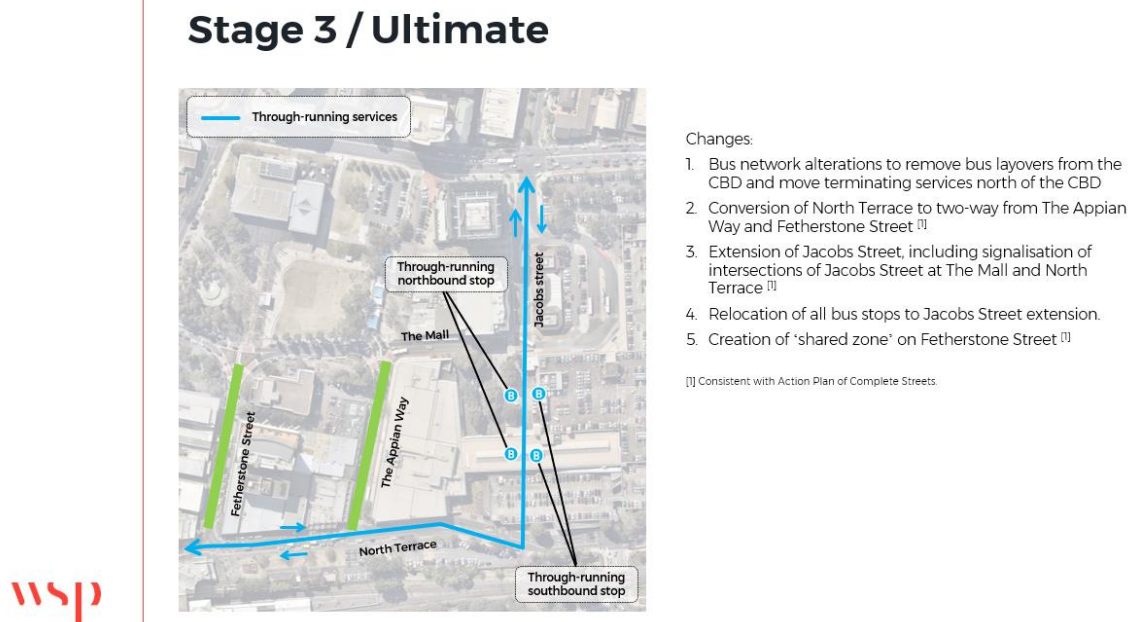 Stage 3 / Ultimate
Through-running services
Through-running
northbound stop
Jacobs street
The Mall
Fetherstone Street
The Appian Way
North Terrace
B
B
B
B
Through-running
southbound stop
Changes:
1. Bus network alterations to remove bus layovers from the
CBD and move terminating services north of the CBD
2. Conversion of North Terrace to two-way from The Appian
Way and Fetherstone Street [1]
3. Extension of Jacobs Street, including signalisation of
intersections of Jacobs Street at The Mall and North
Terrace [1]
4. Relocation of all bus stops to Jacobs Street extension.
5. Creation of ‘shared zone’ on Fetherstone Street [1]
[1] Consistent with Action Plan of Complete Streets.
wsp